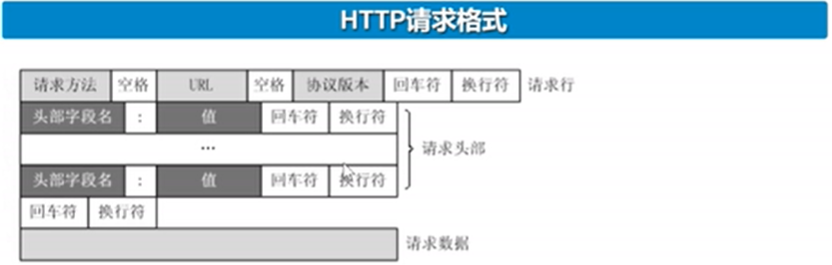 HTTP请求格式
请求方法 空格 URL 空格 协议版本 回车符 换行符 请求行
头部字段名 : 值 回车符 换行符
… 请求头部
头部字段名 : 值 回车符 换行符
回车符 换行符
请求数据